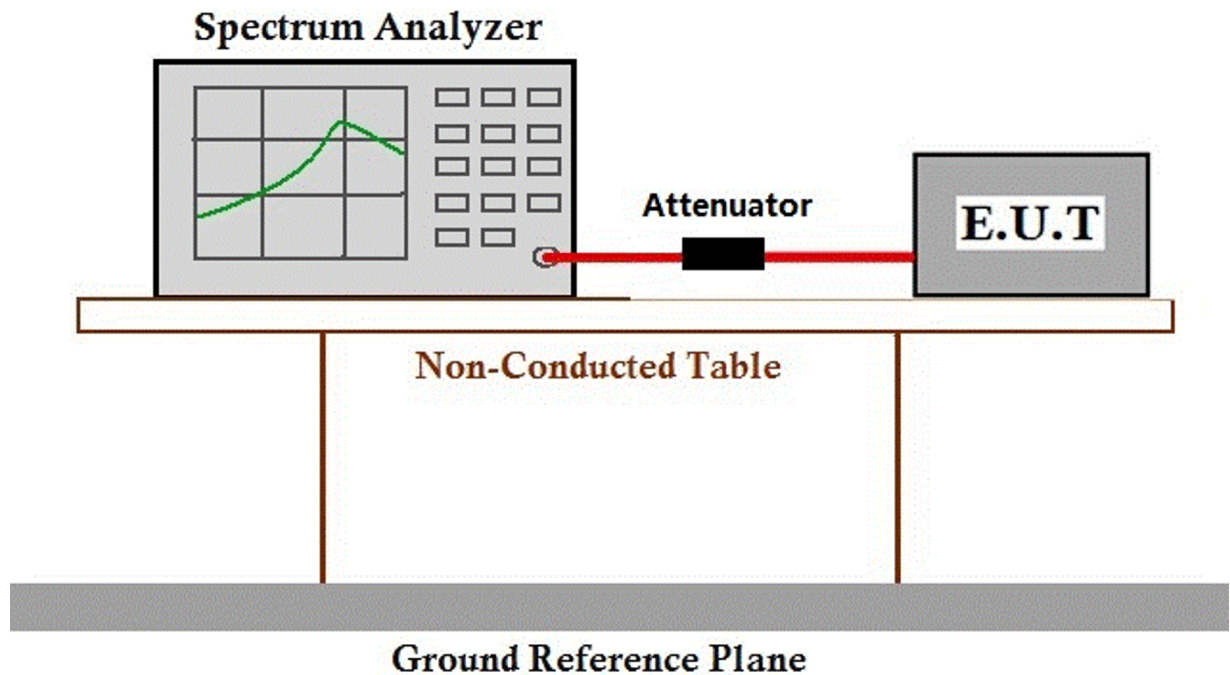 Spectrum Analyzer
Attenuator
E.U.T
Non-Conducted Table
Ground Reference Plane